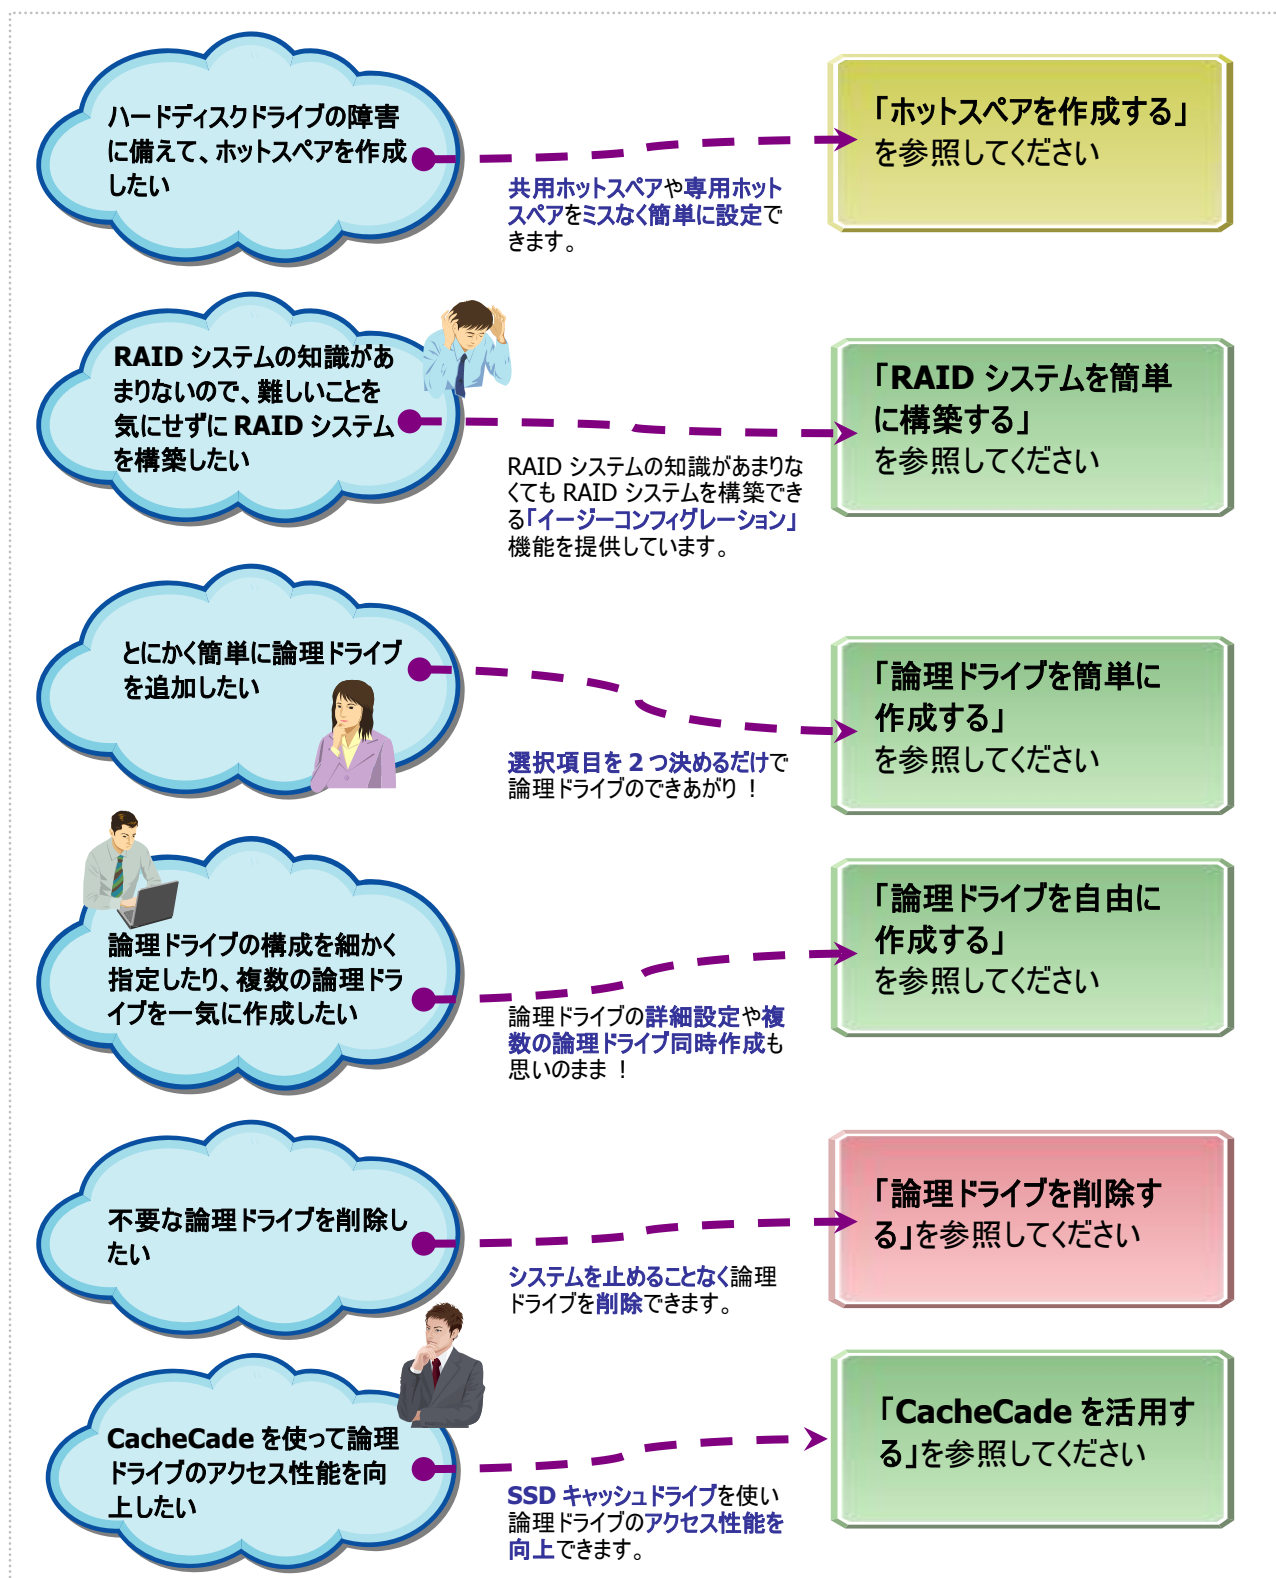 ハードディスクドライブの障害
に備えて、ホットスペアを作成
したい
共用ホットスペアや専用ホット
スペアをミスなく簡単に設定で
きます。
「ホットスペアを作成する」
を参照してください
RAID システムの知識があ
まりないので、難しいことを
気にせずに RAID システム
を構築したい
RAID システムの知識があまりな
くても RAID システムを構築でき
る「イージーコンフィグレーション」
機能を提供しています。
「RAID システムを簡単
に構築する」
を参照してください
とにかく簡単に論理ドライブ
を追加したい
選択項目を 2 つ決めるだけで
論理ドライブのできあがり！
「論理ドライブを簡単に
作成する」
を参照してください
論理ドライブの構成を細かく
指定したり、複数の論理ドラ
イブを一気に作成したい
論理ドライブの詳細設定や複
数の論理ドライブ同時作成も
思いのまま！
「論理ドライブを自由に
作成する」
を参照してください
不要な論理ドライブを削除し
たい
システムを止めることなく論理
ドライブを削除できます。
「論理ドライブを削除す
る」を参照してください
CacheCade を使って論理
ドライブのアクセス性能を向
上したい
SSD キャッシュドライブを使い
論理ドライブのアクセス性能を
向上できます。
「CacheCade を活用す
る」を参照してください